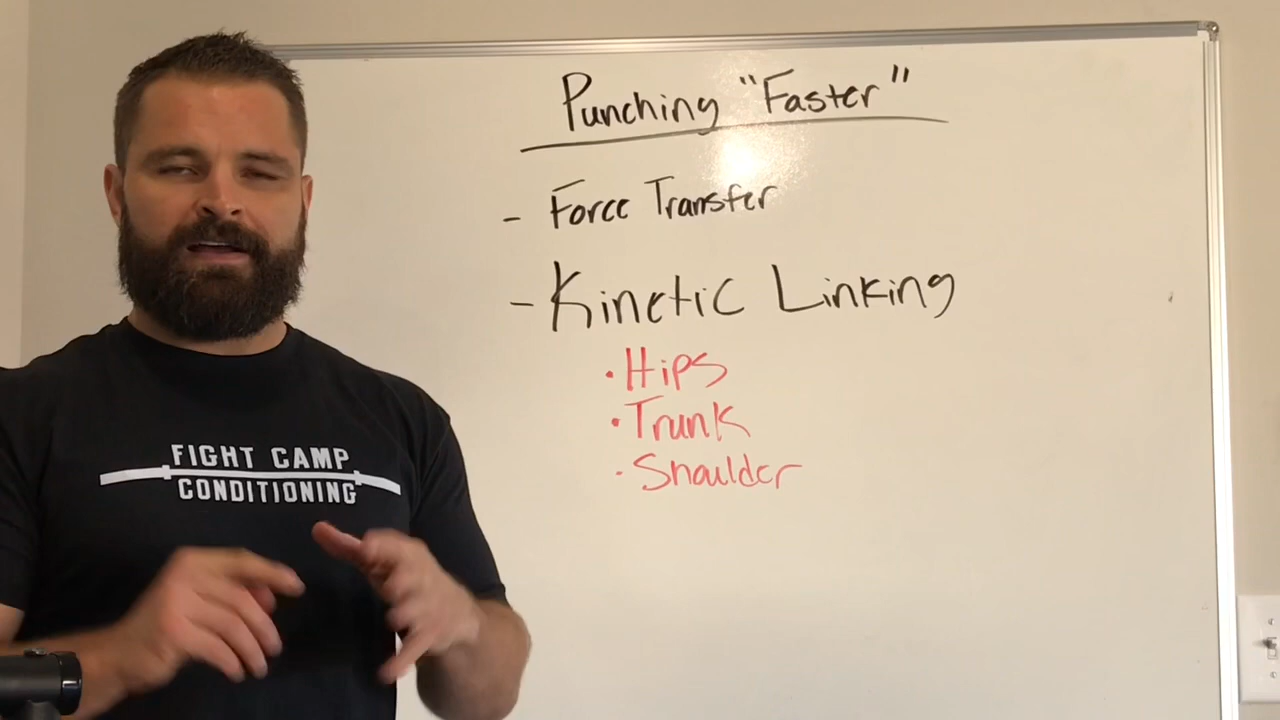 Punching "Faster"
- Force Transfer
- Kinetic Linking
• Hips
• Trunk
• Shoulder
FIGHT CAMP
CONDITIONING